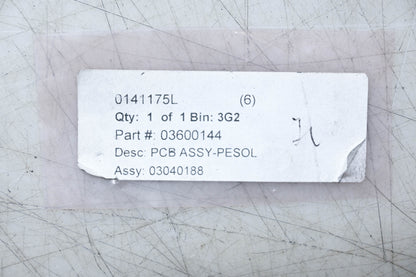 0141175L (6)
Qty: 1 of 1 Bin: 3G2
Part #: 03600144
Desc: PCB ASSY-PESOL
Assy: 03040188